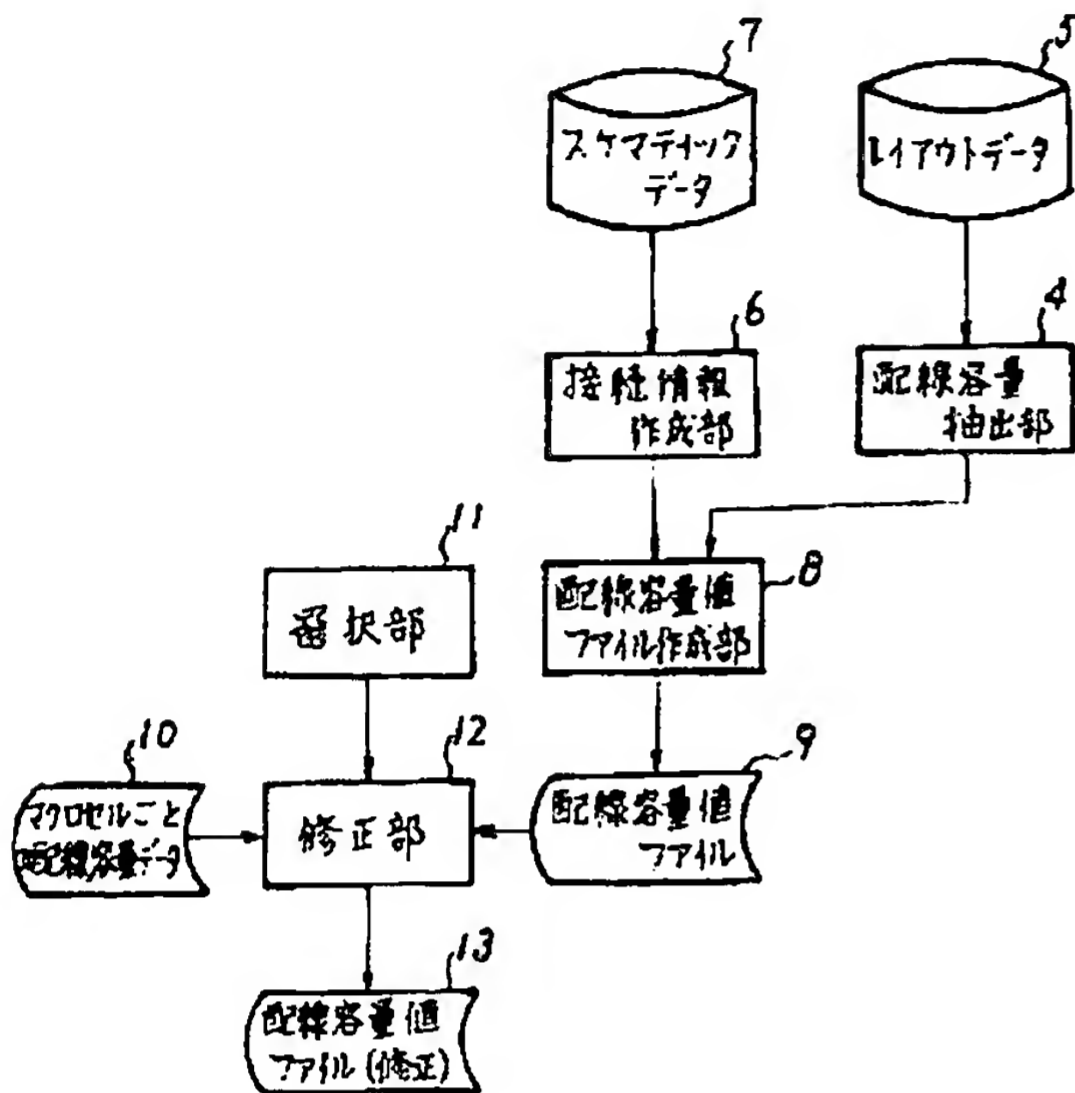 7
スケマティック
データ
5
レイアウトデータ
6
接続情報
作成部
4
配線容量
抽出部
11
選択部
8
配線容量値
ファイル作成部
10
マクロセルごと
配線容量データ
12
修正部
9
配線容量値
ファイル
13
配線容量値
ファイル(修正)